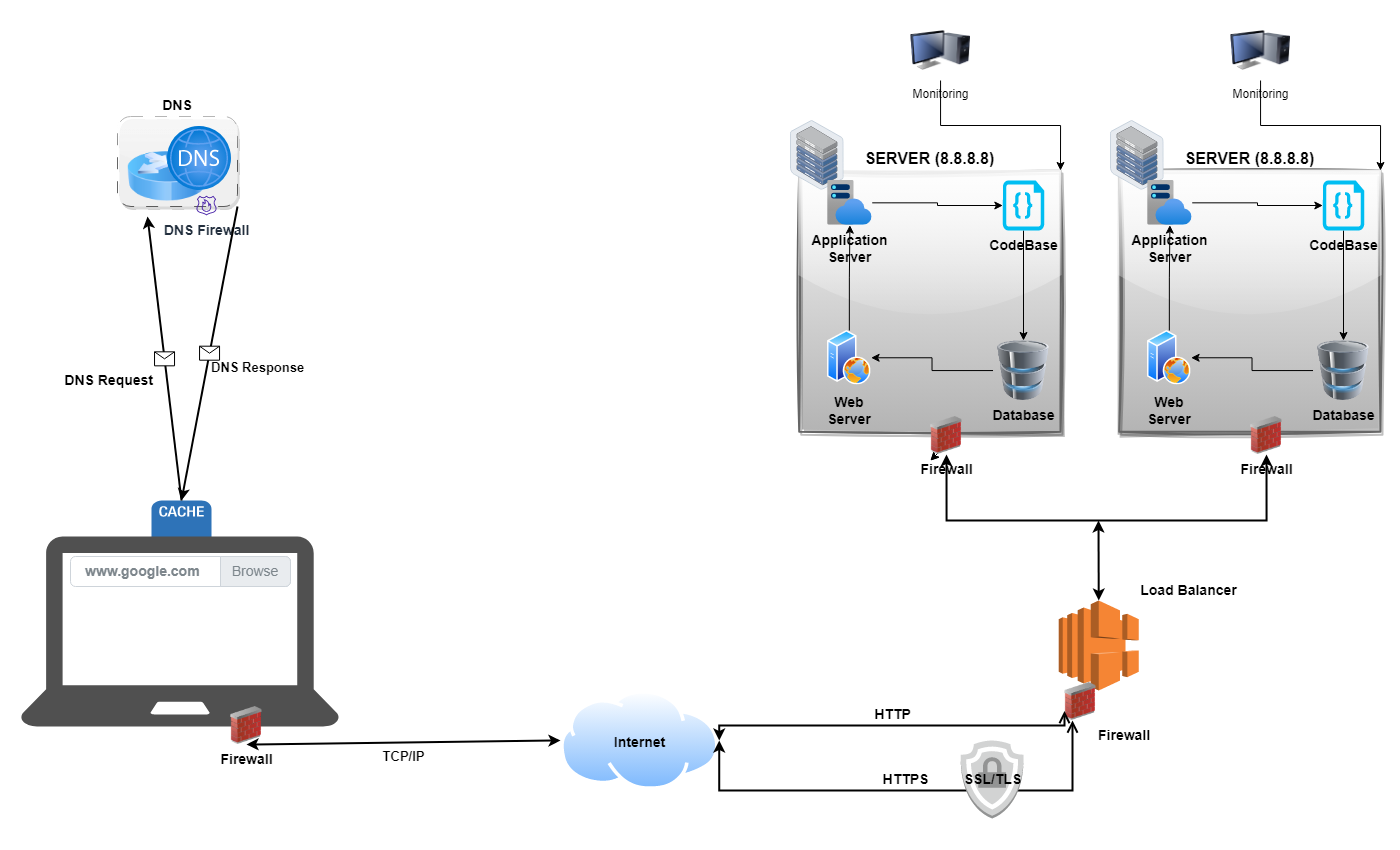 Monitoring
Monitoring
DNS
DNS
DNS Firewall
SERVER (8.8.8.8)
SERVER (8.8.8.8)
Application
Server
CodeBase
Application
Server
CodeBase
DNS Request
DNS Response
Web
Server
Database
Web
Server
Database
Firewall
Firewall
CACHE
www.google.com
Browse
Load Balancer
HTTP
Firewall
Internet
Firewall
TCP/IP
HTTPS
SSL/TLS